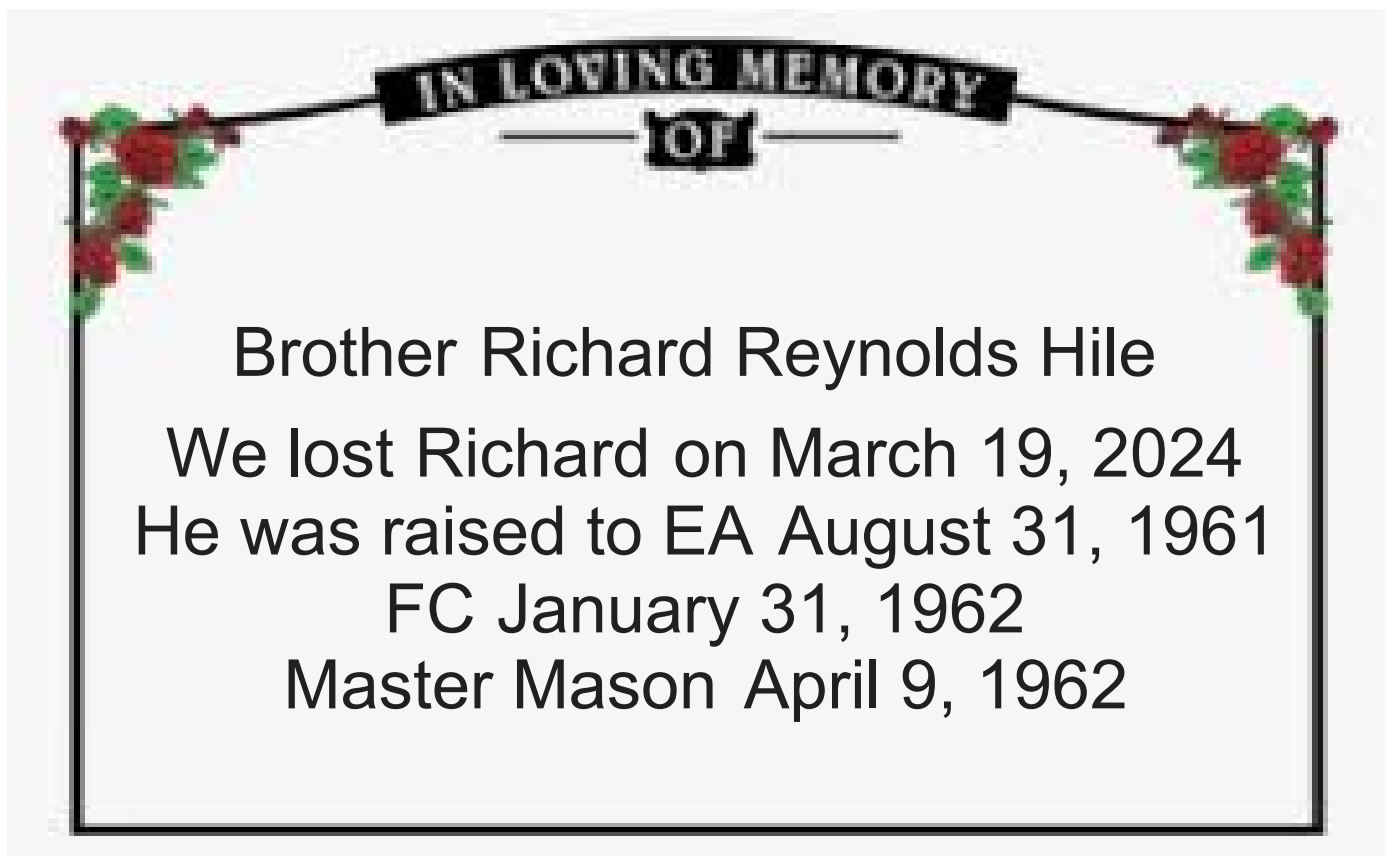 IN LOVING MEMORY
OF
Brother Richard Reynolds Hile
We lost Richard on March 19, 2024
He was raised to EA August 31, 1961
FC January 31, 1962
Master Mason April 9, 1962